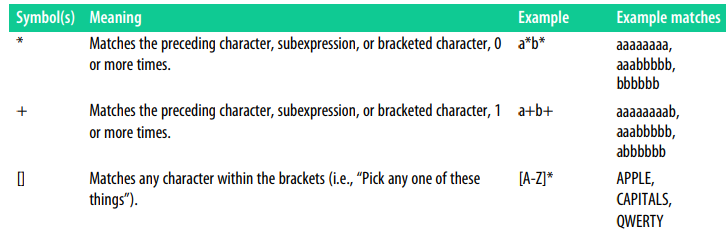 Symbol(s) Meaning Example Example matches
* Matches the preceding character, subexpression, or bracketed character, 0 a*b* aaaaaaaa,
or more times. aaabbbbb,
bbbbbb
+ Matches the preceding character, subexpression, or bracketed character, 1 a+b+ aaaaaaaab,
or more times. aaabbbbb,
abbbbbb
[] Matches any character within the brackets (i.e., “Pick any one of these [A-Z]* APPLE,
things”). CAPITALS,
QWERTY